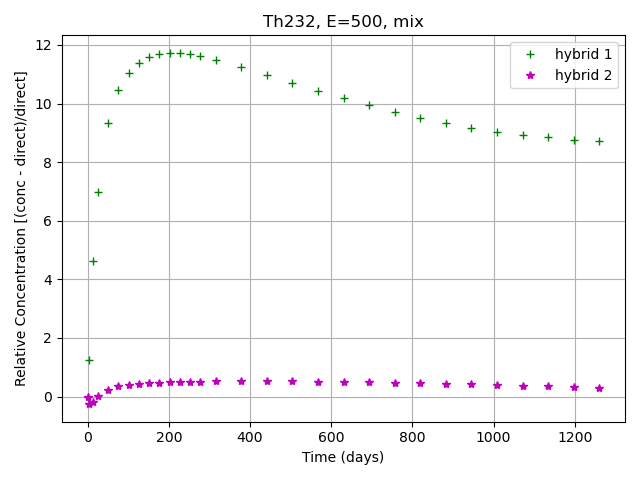 Th232, E=500, mix
hybrid 1
hybrid 2
Relative Concentration [(conc - direct)/direct]
12
10
8
6
4
2
0
0 200 400 600 800 1000 1200
Time (days)